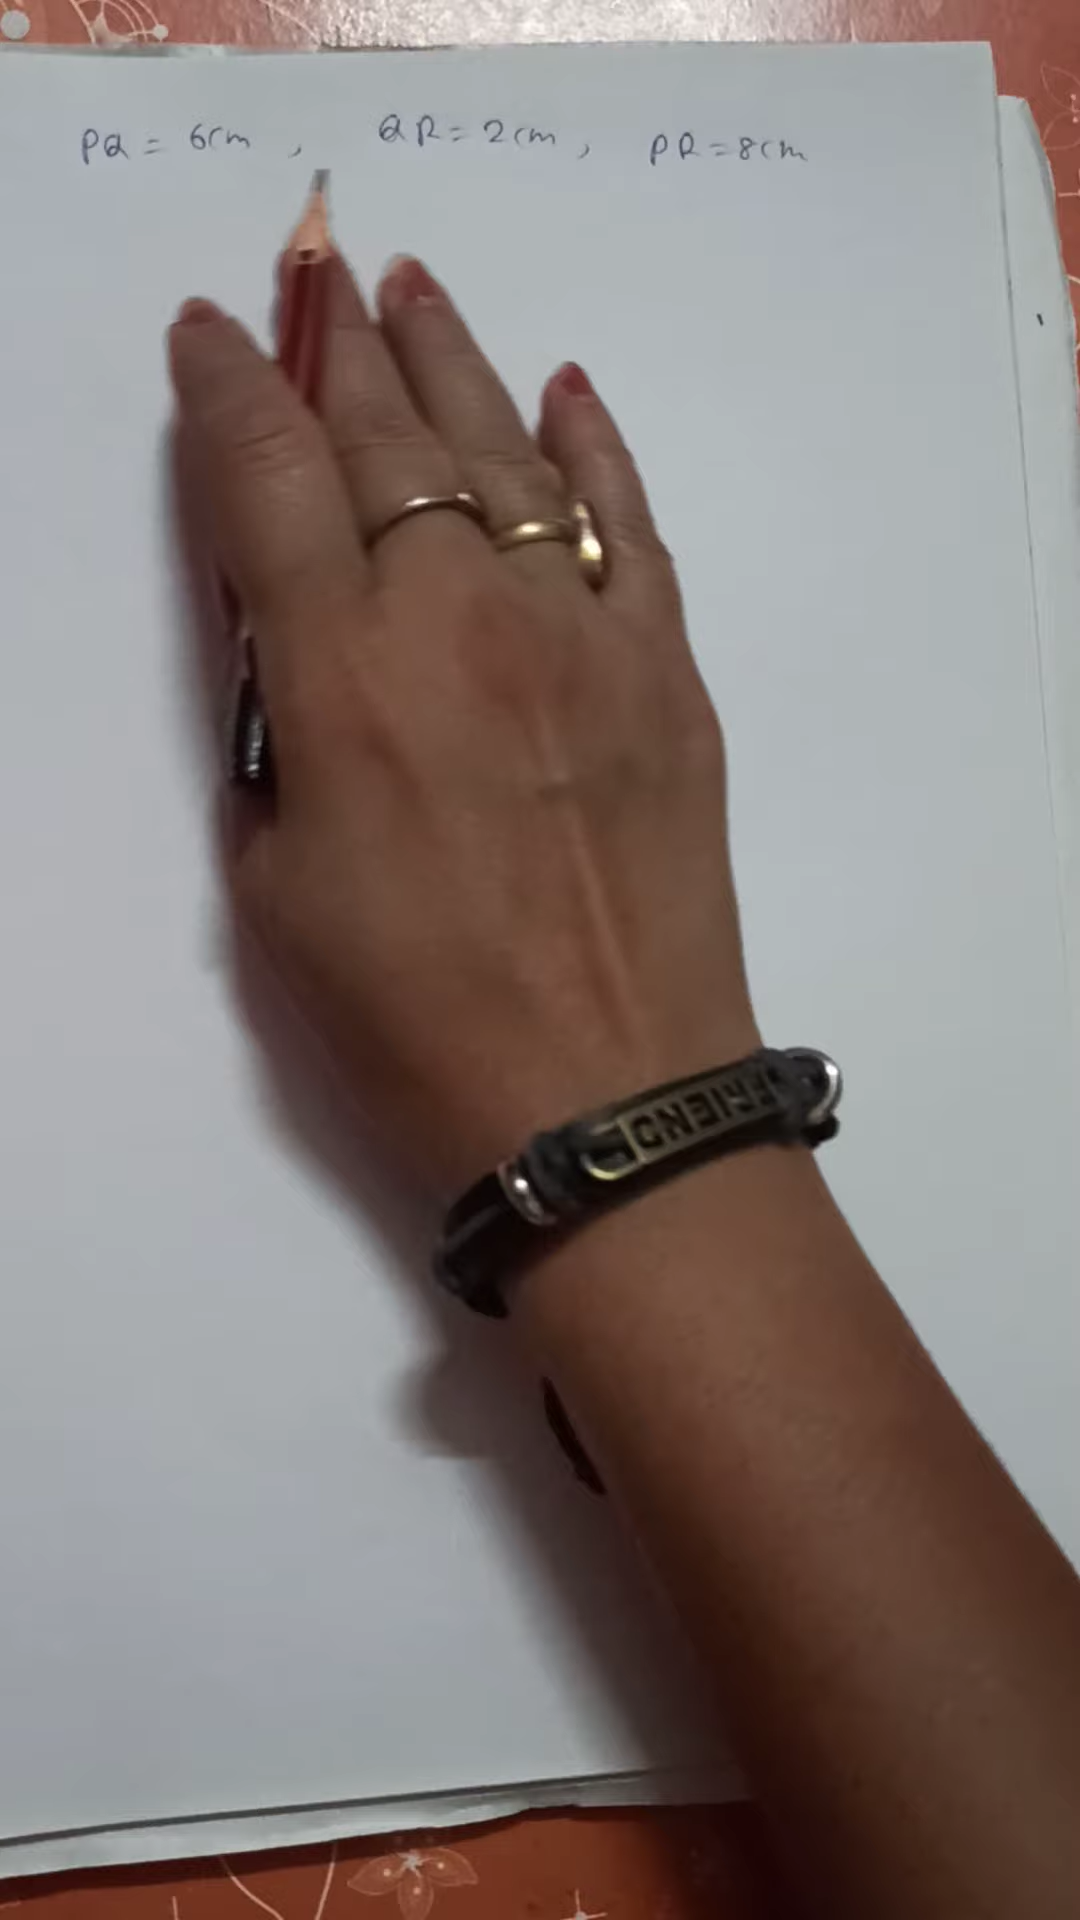 PQ = 6cm , QR = 2cm , PR = 8cm
FRIEND